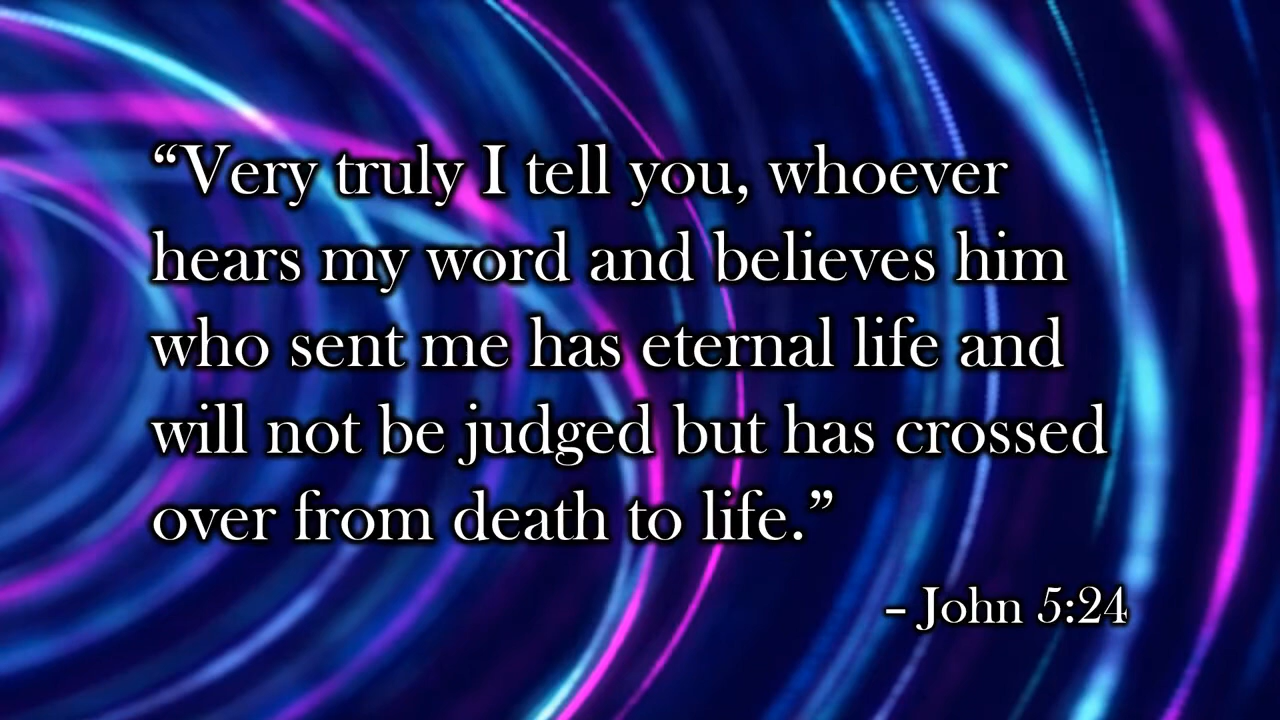 “Very truly I tell you, whoever
hears my word and believes him
who sent me has eternal life and
will not be judged but has crossed
over from death to life.”
– John 5:24